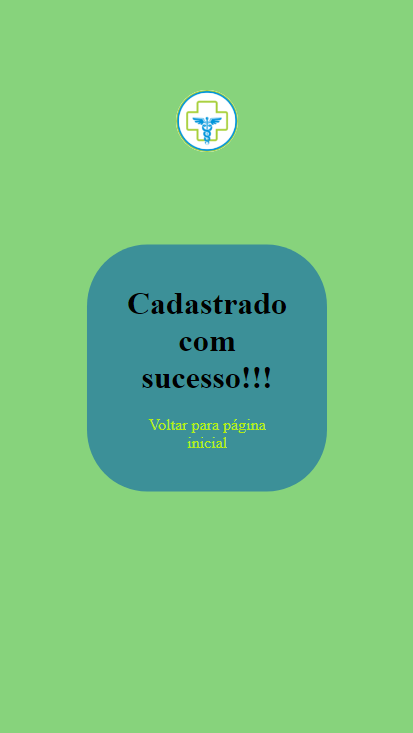 Cadastrado
com
sucesso!!!
Voltar para página
inicial